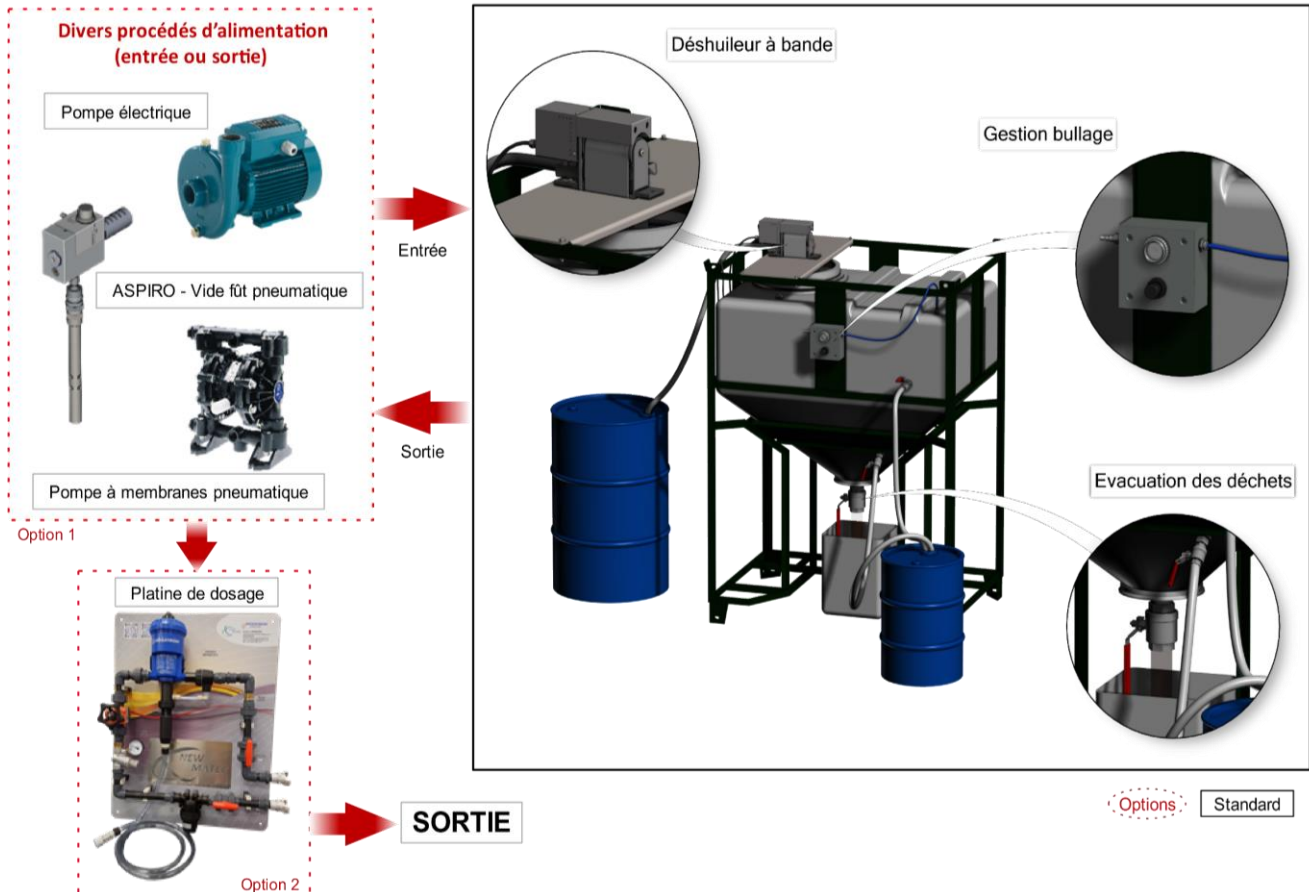 Divers procédés d'alimentation
(entrée ou sortie)
Pompe électrique
ASPIRO - Vide fût pneumatique
Pompe à membranes pneumatique
Option 1
Entrée
Sortie
Déshuileur à bande
Gestion bullage
Evacuation des déchets
Platine de dosage
NEW
Option 2
SORTIE
Options
Standard